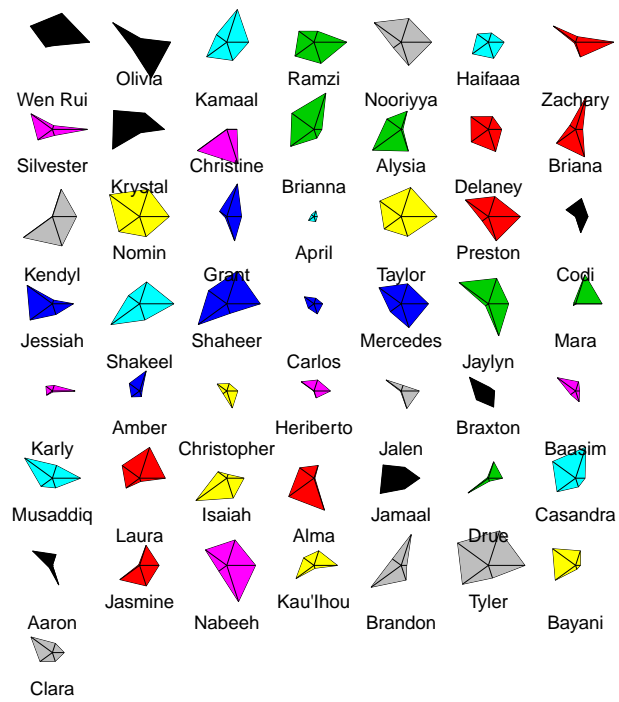 Wen Rui
Olivia
Kamaal
Ramzi
Nooriyya
Haifaaa
Zachary
Silvester
Krystal
Christine
Brianna
Alysia
Delaney
Briana
Kendyl
Nomin
Grant
April
Taylor
Preston
Codi
Jessiah
Shakeel
Shaheer
Carlos
Mercedes
Jaylyn
Mara
Karly
Amber
Christopher
Heriberto
Jalen
Braxton
Baasim
Musaddiq
Laura
Isaiah
Alma
Jamaal
Drue
Casandra
Aaron
Jasmine
Nabeeh
Kau'Ihou
Brandon
Tyler
Bayani
Clara